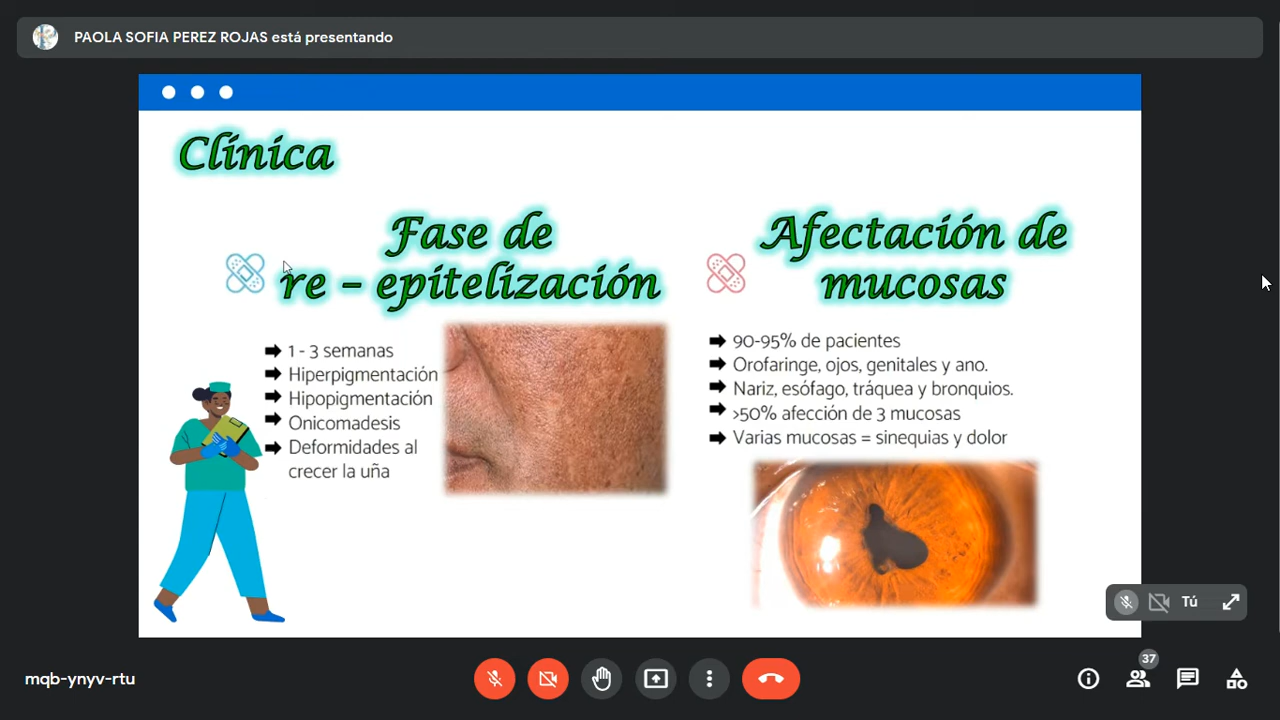 PAOLA SOFIA PEREZ ROJAS está presentando
Clínica
Fase de
re – epitelización
1 - 3 semanas
Hiperpigmentación
Hipopigmentación
Onicomadesis
Deformidades al
crecer la uña
Afectación de
mucosas
90-95% de pacientes
Orofaringe, ojos, genitales y ano.
Nariz, esófago, tráquea y bronquios.
>50% afección de 3 mucosas
Varias mucosas = sinequias y dolor
Tú
mqb-ynyv-rtu
37